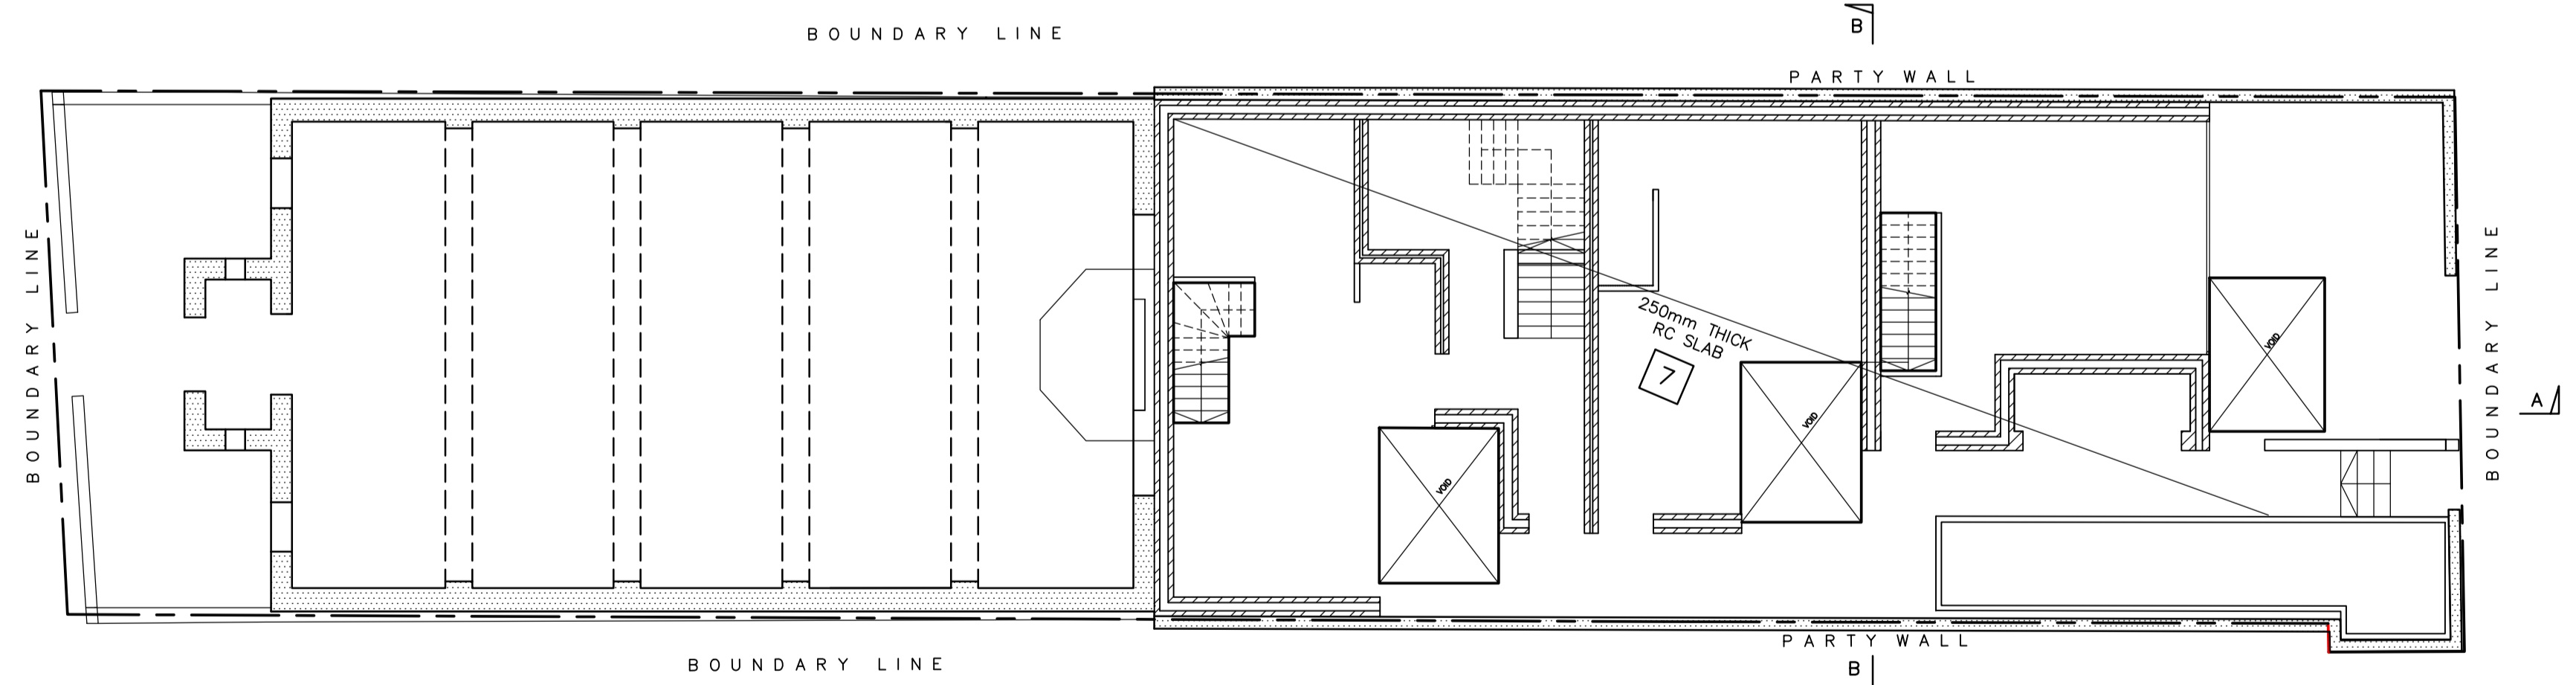 BOUNDARY LINE
B
PARTY WALL
BOUNDARY LINE
BOUNDARY LINE
250mm THICK
RC SLAB
7
VOID
VOID
VOID
A
PARTY WALL
BOUNDARY LINE
B